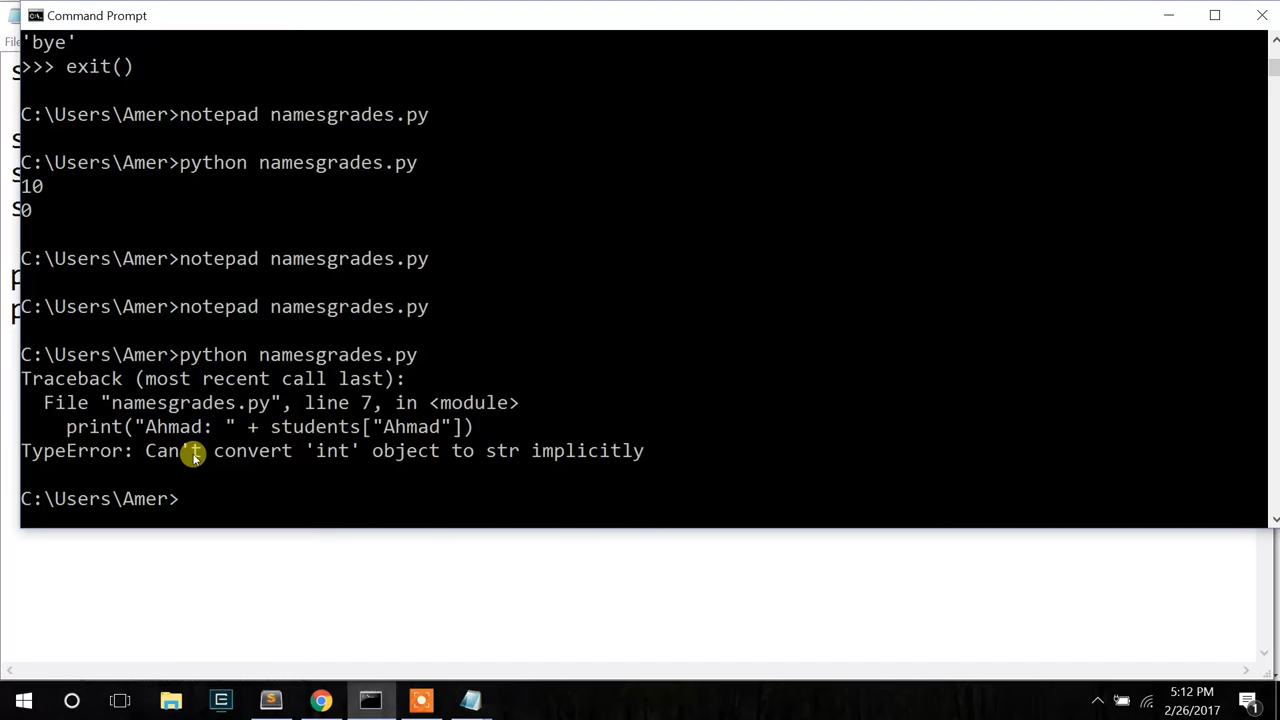 Command Prompt
File
'bye'
>>> exit()
C:\Users\Amer>notepad namesgrades.py
C:\Users\Amer>python namesgrades.py
10
0
C:\Users\Amer>notepad namesgrades.py
C:\Users\Amer>notepad namesgrades.py
C:\Users\Amer>python namesgrades.py
Traceback (most recent call last):
File "namesgrades.py", line 7, in <module>
print("Ahmad: " + students["Ahmad"])
TypeError: Can't convert 'int' object to str implicitly
C:\Users\Amer>
5:12 PM
2/26/2017
1